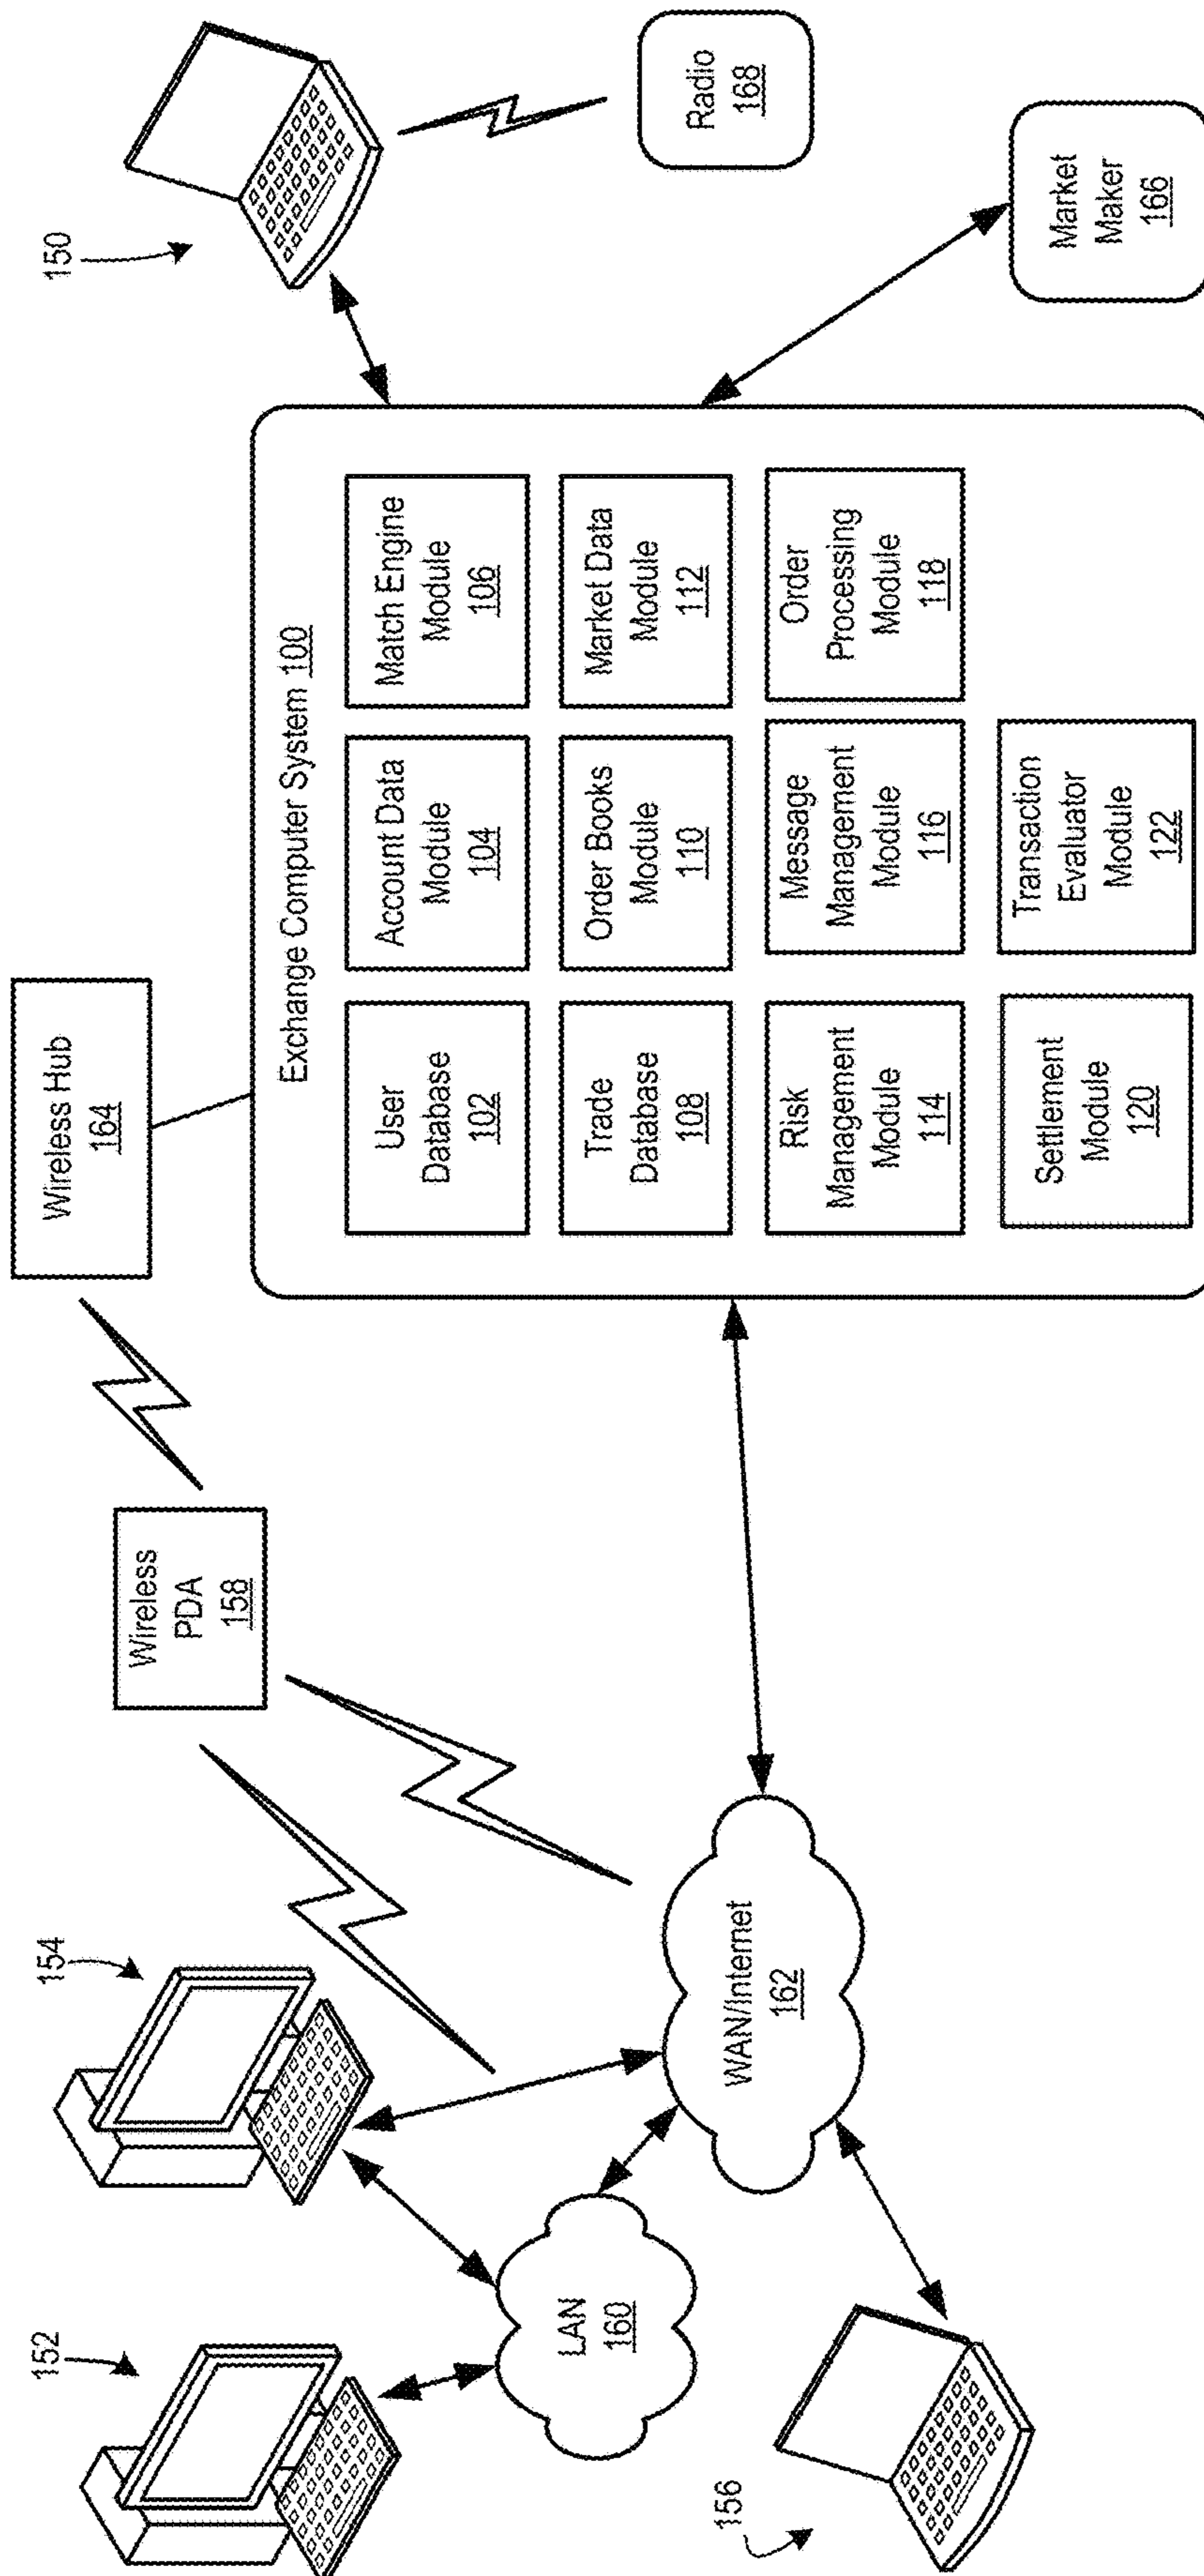 152
154
Wireless
PDA
158
Wireless Hub
164
150
LAN
160
WAN/Internet
162
156
Exchange Computer System 100
User
Database
102
Account Data
Module
104
Match Engine
Module
106
Trade
Database
108
Order Books
Module
110
Market Data
Module
112
Risk
Management
Module
114
Message
Management
Module
116
Order
Processing
Module
118
Settlement
Module
120
Transaction
Evaluator
Module
122
Radio
168
Market
Maker
166